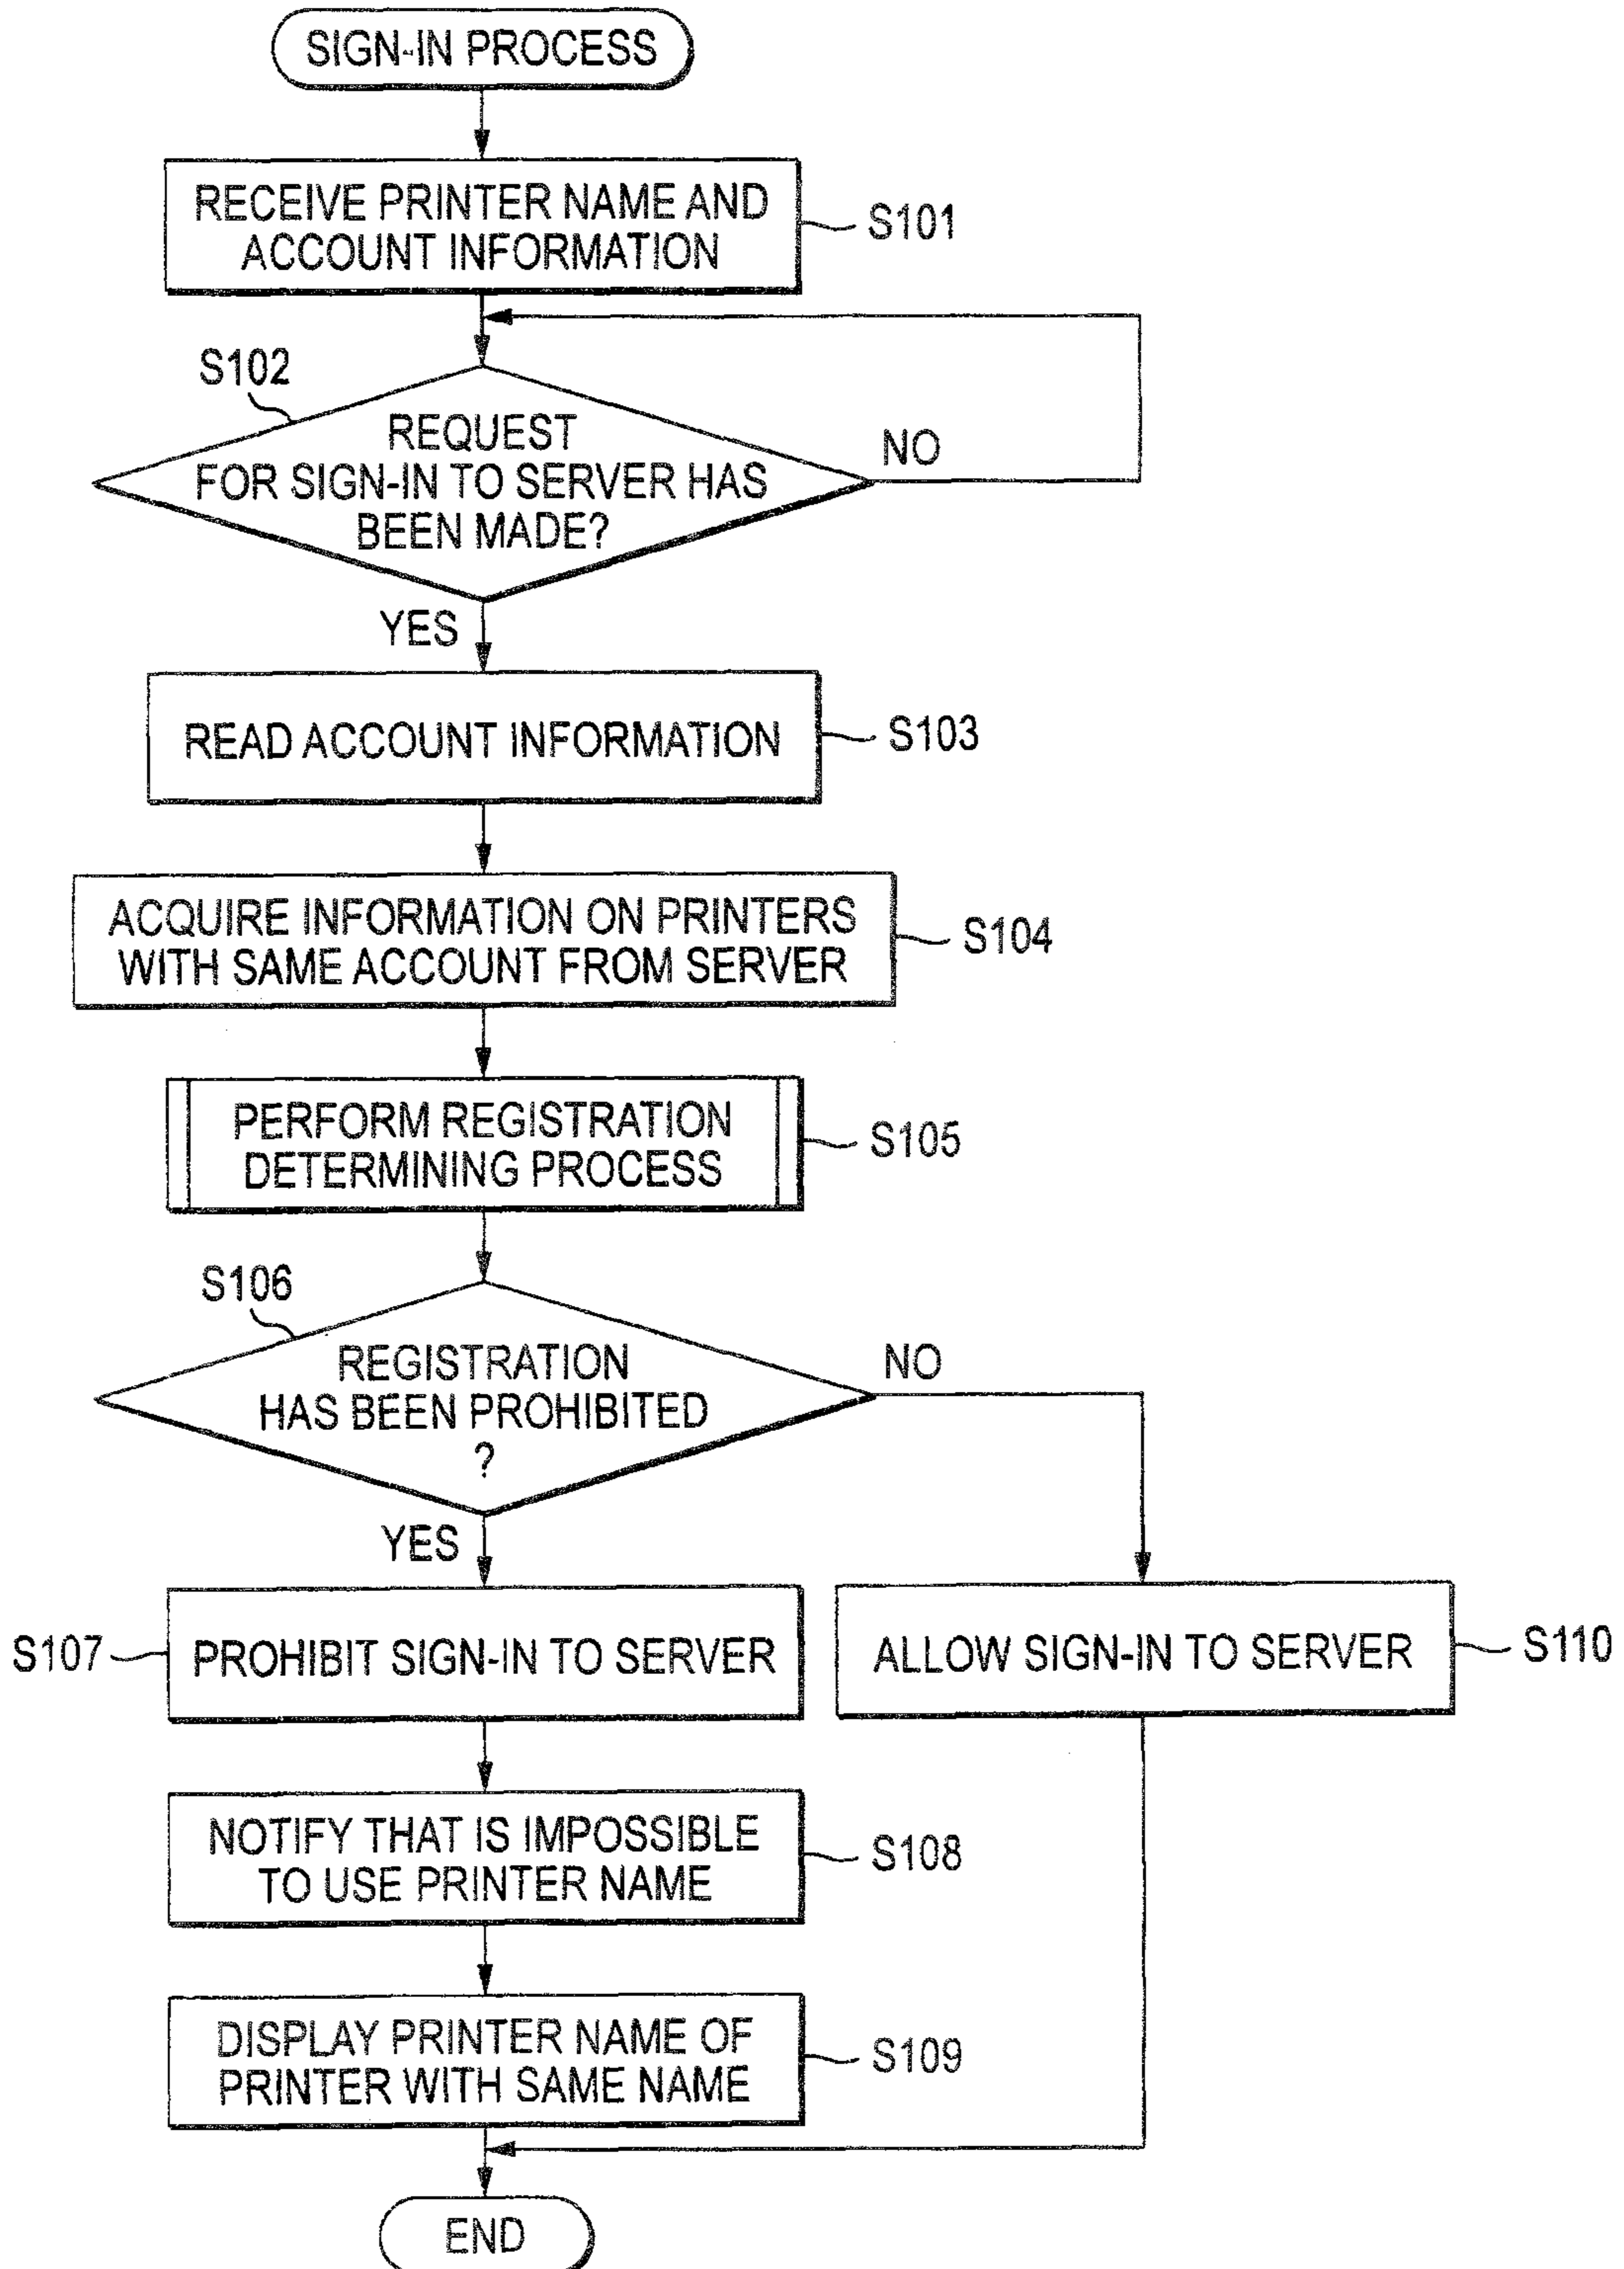 SIGN-IN PROCESS
RECEIVE PRINTER NAME AND
ACCOUNT INFORMATION
S101
S102
REQUEST
FOR SIGN-IN TO SERVER HAS
BEEN MADE?
NO
YES
READ ACCOUNT INFORMATION
S103
ACQUIRE INFORMATION ON PRINTERS
WITH SAME ACCOUNT FROM SERVER
S104
PERFORM REGISTRATION
DETERMINING PROCESS
S105
S106
REGISTRATION
HAS BEEN PROHIBITED
?
NO
YES
S107
PROHIBIT SIGN-IN TO SERVER
ALLOW SIGN-IN TO SERVER
S110
NOTIFY THAT IS IMPOSSIBLE
TO USE PRINTER NAME
S108
DISPLAY PRINTER NAME OF
PRINTER WITH SAME NAME
S109
END